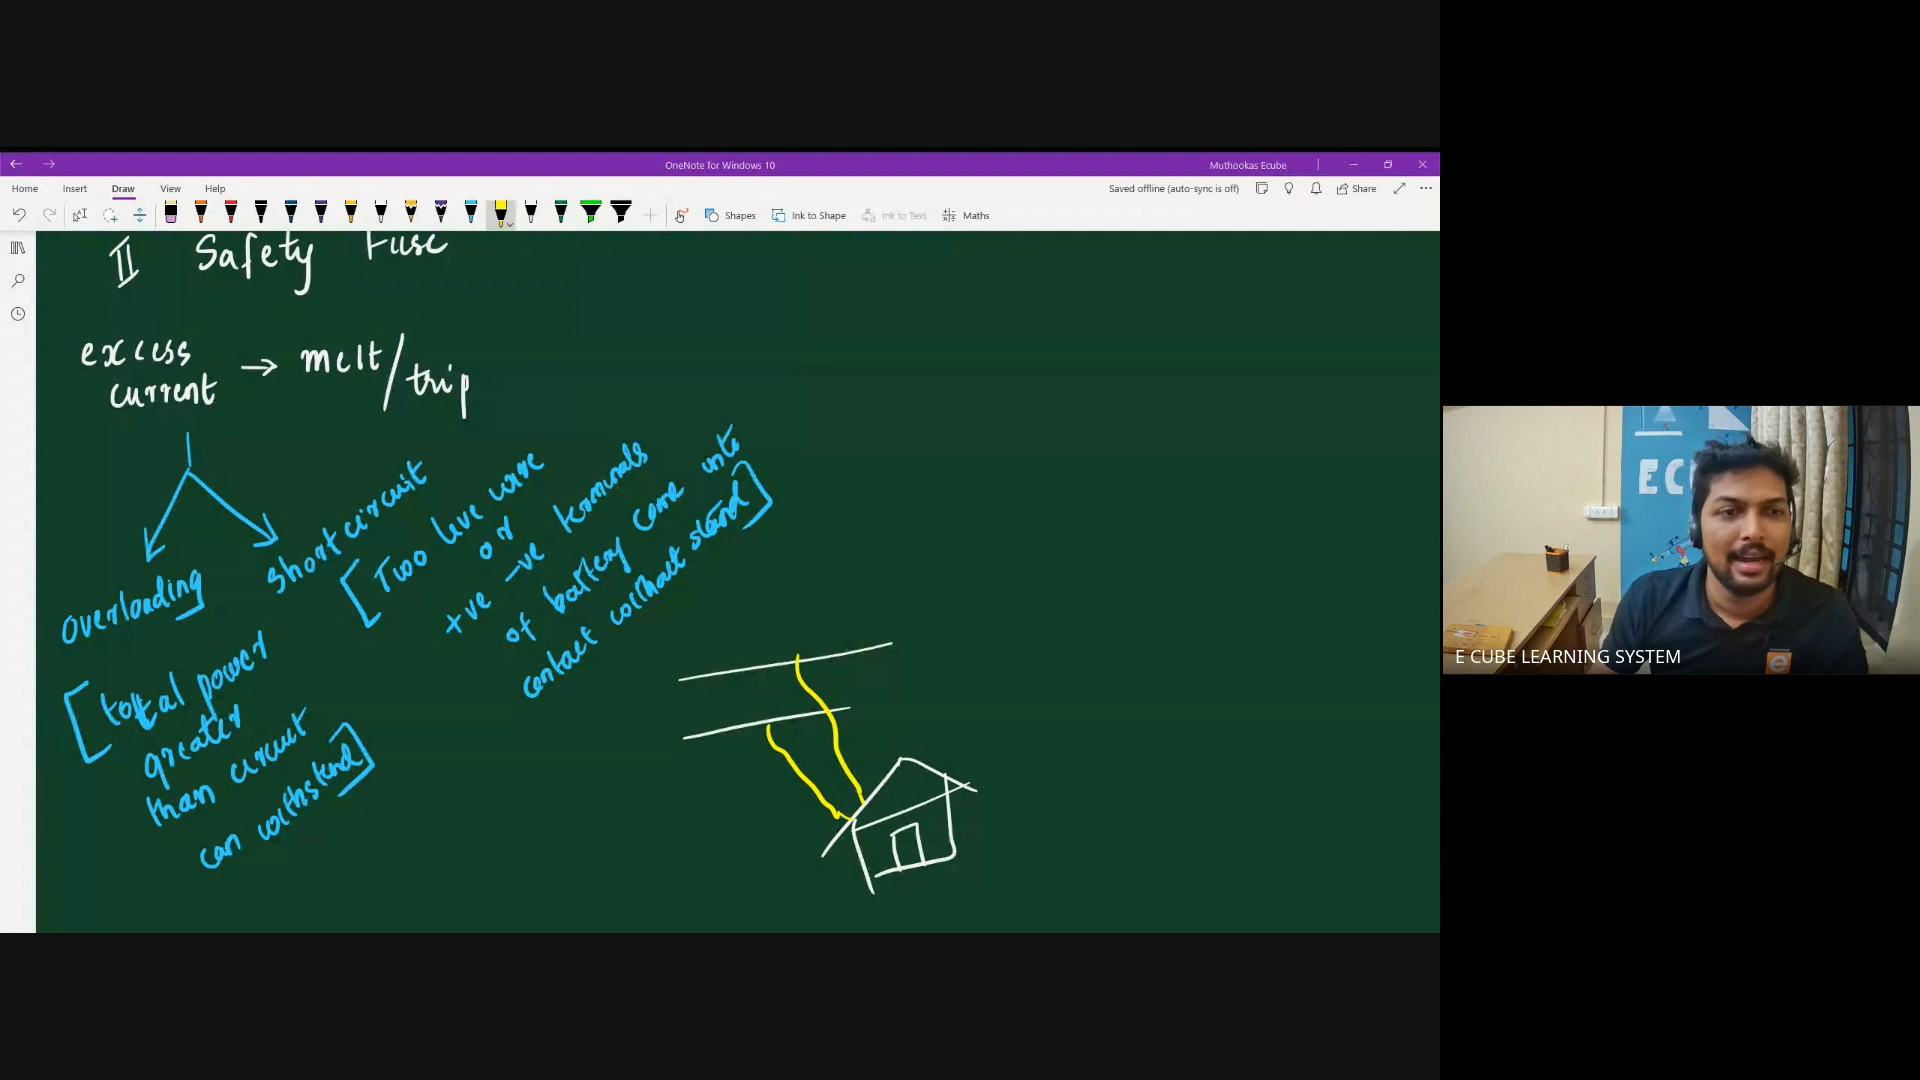 OneNote for Windows 10
Muthookas Ecube
Home Insert Draw View Help
Saved offline (auto-sync is off)
Share
Shapes
Ink to Shape
Ink to Text
Maths
II Safety Fuse
excess
current → melt/trip
Overloading
[total power
greater
than circuit
can withstand]
Short circuit
[Two live wire
or
+ve -ve terminals
of battery come into
contact
EC
e
E CUBE LEARNING SYSTEM